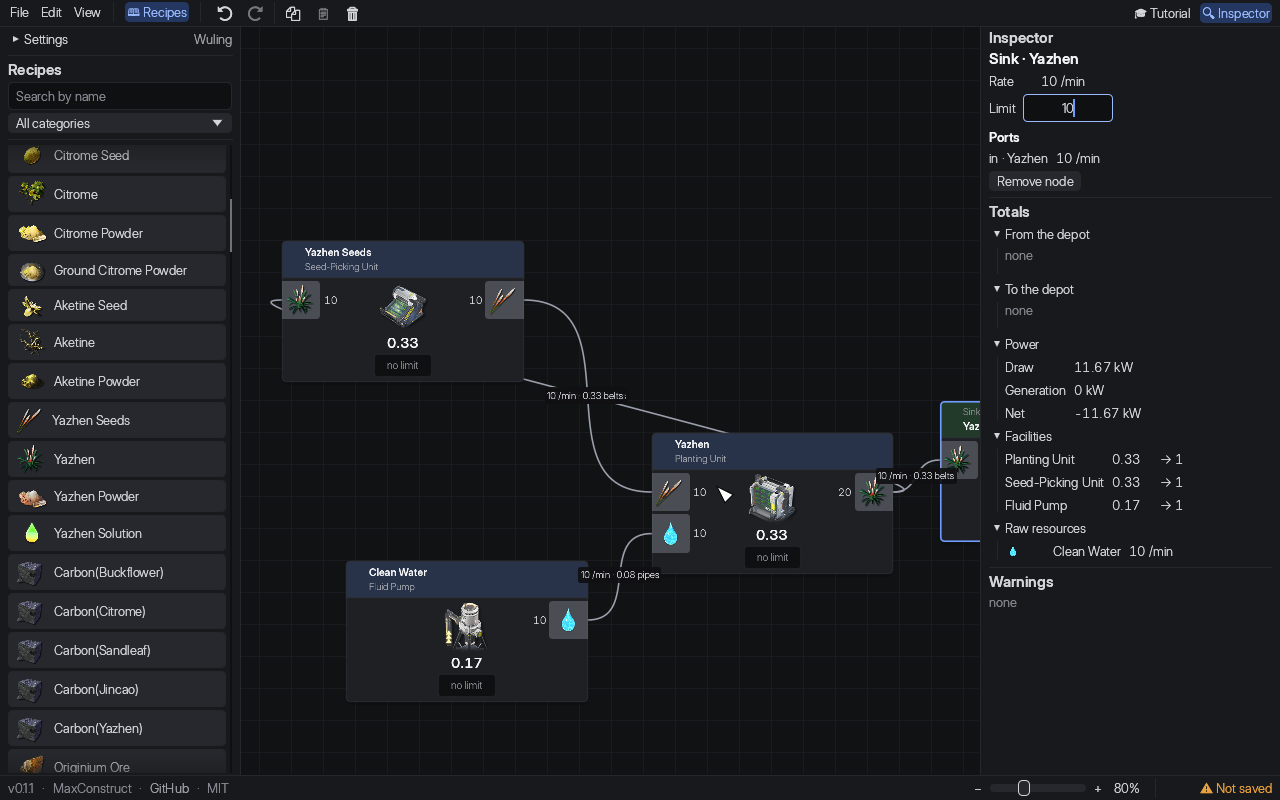 File Edit View Recipes Tutorial Inspector
Settings Wuling
Recipes
Search by name
All categories
Citrome Seed
Citrome
Citrome Powder
Ground Citrome Powder
Aketine Seed
Aketine
Aketine Powder
Yazhen Seeds
Yazhen
Yazhen Powder
Yazhen Solution
Carbon(Buckflower)
Carbon(Citrome)
Carbon(Sandleaf)
Carbon(Jincao)
Carbon(Yazhen)
Originium Ore
Yazhen Seeds
Seed-Picking Unit
10 10
0.33
no limit
10 /min · 0.33 belts
Yazhen
Planting Unit
10 20
10
0.33
no limit
10 /min · 0.33 belts
Sink
Yaz
10 /min · 0.08 pipes
Clean Water
Fluid Pump
10
0.17
no limit
Inspector
Sink · Yazhen
Rate 10 /min
Limit 10
Ports
in · Yazhen 10 /min
Remove node
Totals
From the depot
none
To the depot
none
Power
Draw 11.67 kW
Generation 0 kW
Net -11.67 kW
Facilities
Planting Unit 0.33 → 1
Seed-Picking Unit 0.33 → 1
Fluid Pump 0.17 → 1
Raw resources
Clean Water 10 /min
Warnings
none
v0.1.1 · MaxConstruct · GitHub · MIT
− + 80% Not saved